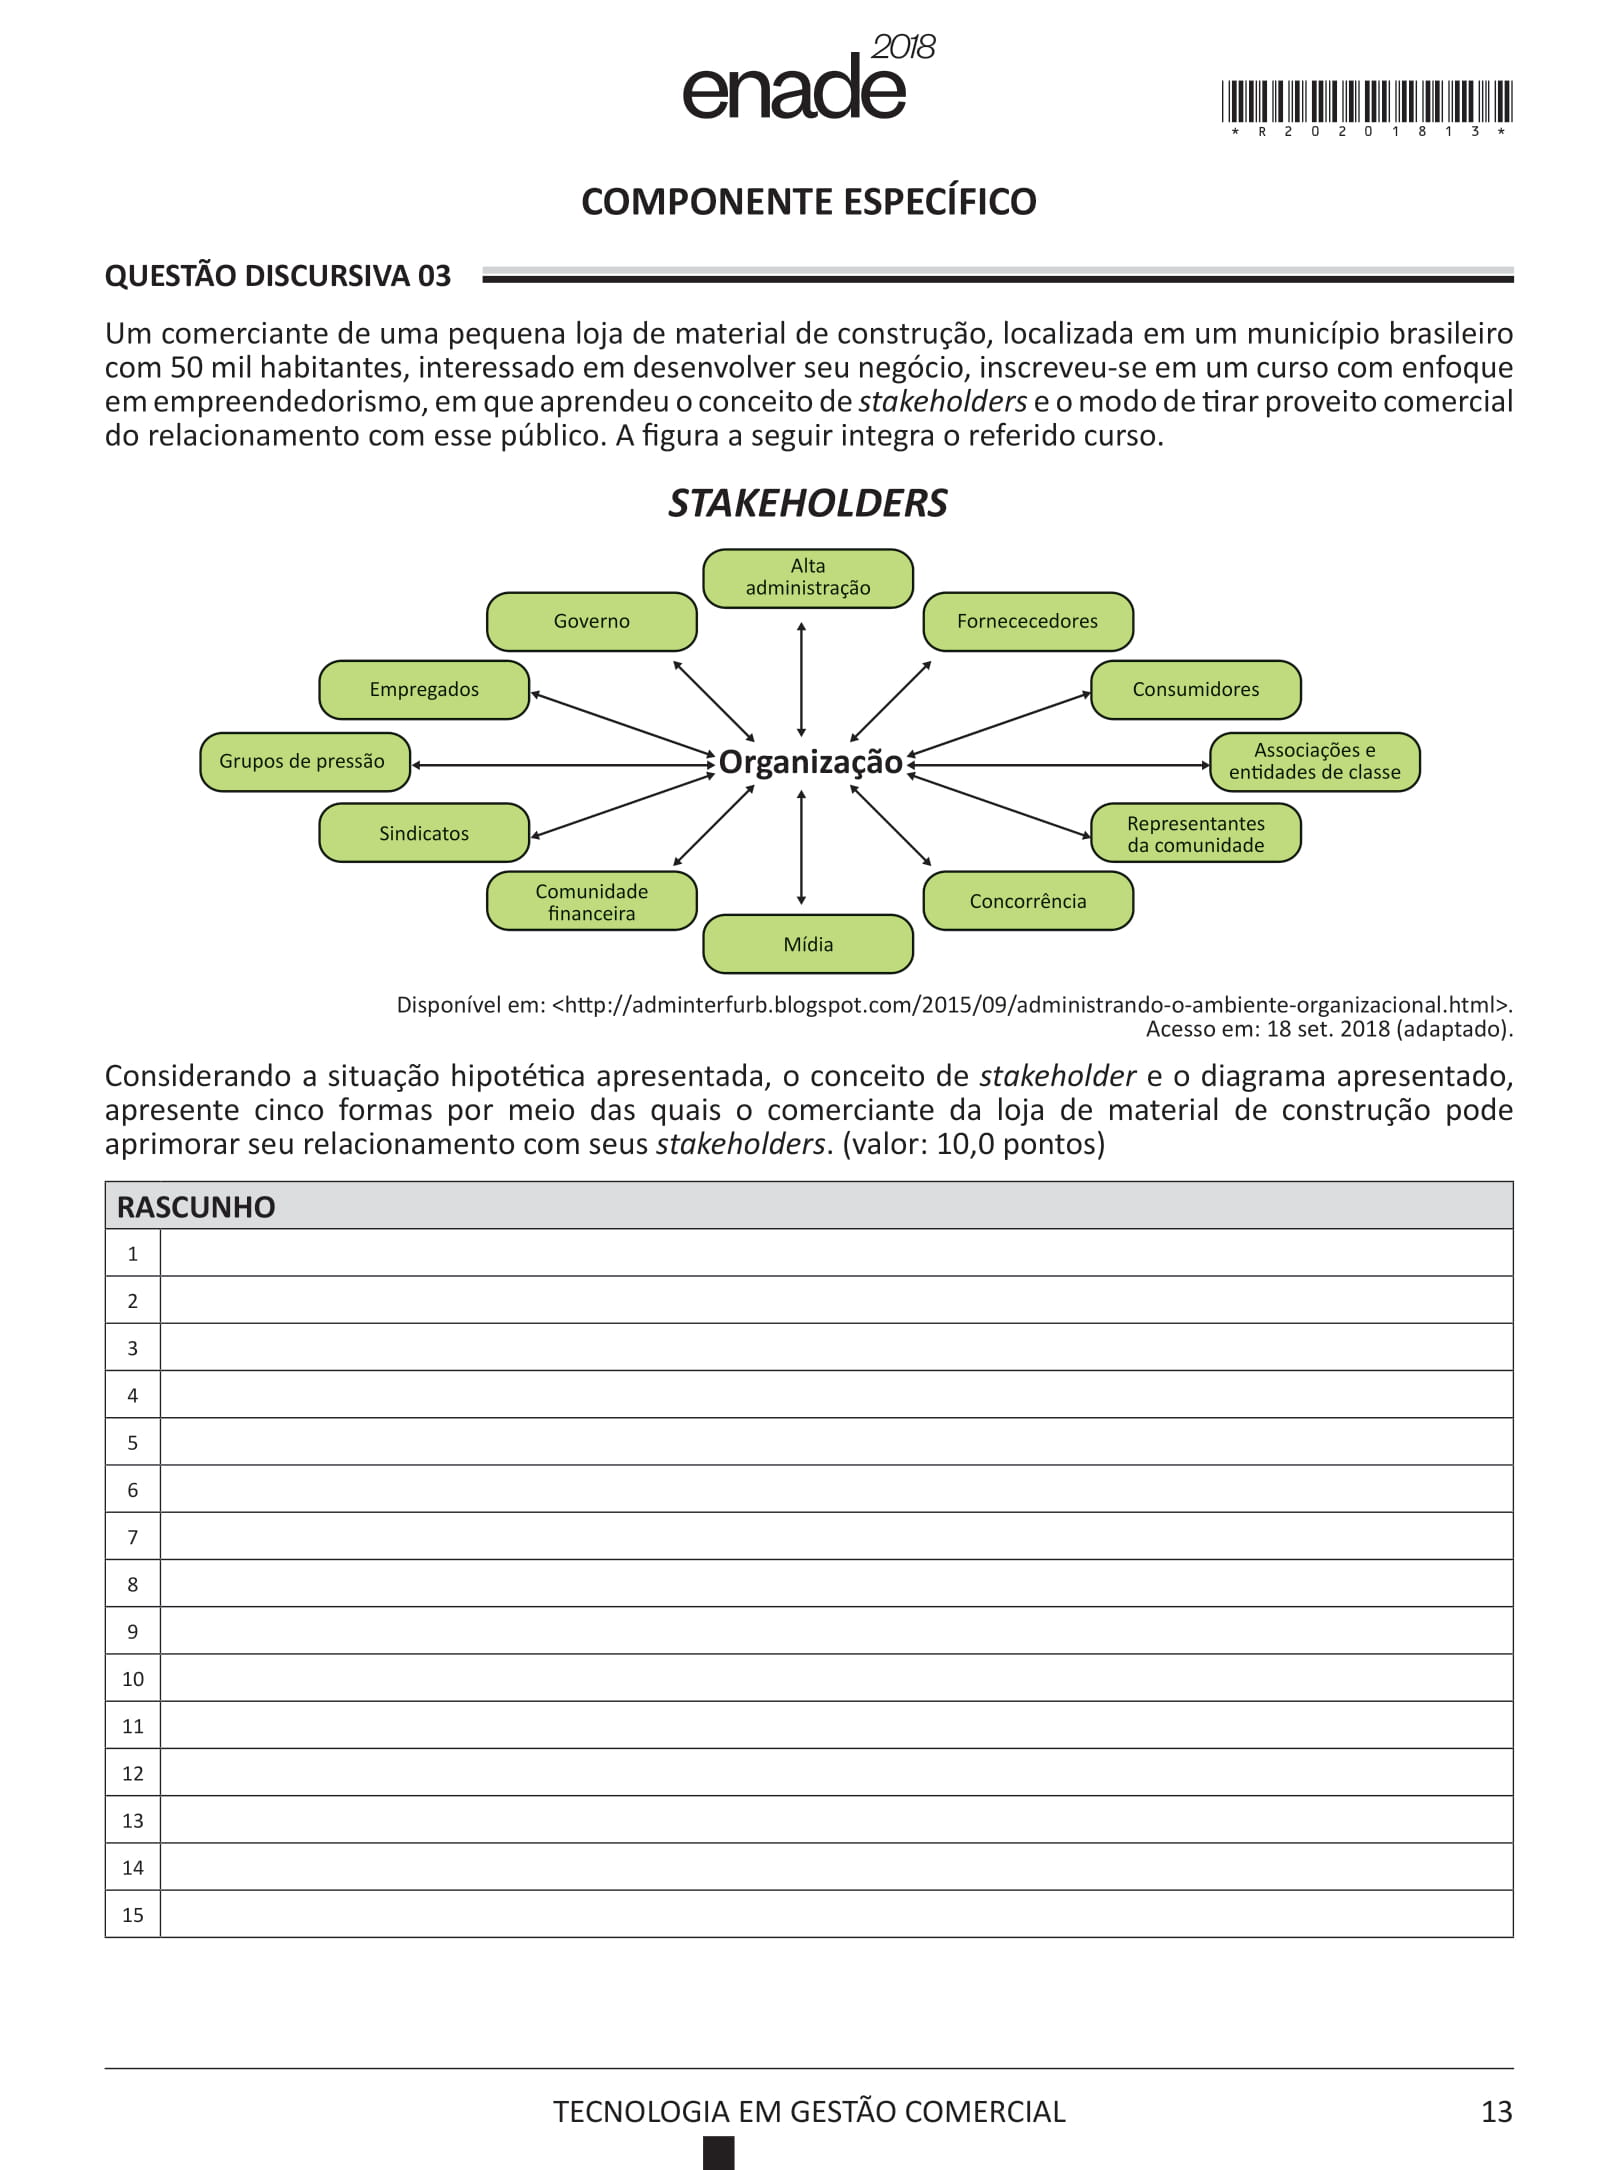 enade 2018
*R20201813*
COMPONENTE ESPECÍFICO
QUESTÃO DISCURSIVA 03
Um comerciante de uma pequena loja de material de construção, localizada em um município brasileiro
com 50 mil habitantes, interessado em desenvolver seu negócio, inscreveu-se em um curso com enfoque
em empreendedorismo, em que aprendeu o conceito de stakeholders e o modo de tirar proveito comercial
do relacionamento com esse público. A figura a seguir integra o referido curso.
STAKEHOLDERS
Alta
administração
Governo
Fornececedores
Empregados
Consumidores
Grupos de pressão
Organização
Associações e
entidades de classe
Sindicatos
Representantes
da comunidade
Comunidade
financeira
Concorrência
Mídia
Disponível em: <http://adminterfurb.blogspot.com/2015/09/administrando-o-ambiente-organizacional.html>.
Acesso em: 18 set. 2018 (adaptado).
Considerando a situação hipotética apresentada, o conceito de stakeholder e o diagrama apresentado,
apresente cinco formas por meio das quais o comerciante da loja de material de construção pode
aprimorar seu relacionamento com seus stakeholders. (valor: 10,0 pontos)
RASCUNHO
1
2
3
4
5
6
7
8
9
10
11
12
13
14
15
TECNOLOGIA EM GESTÃO COMERCIAL
13